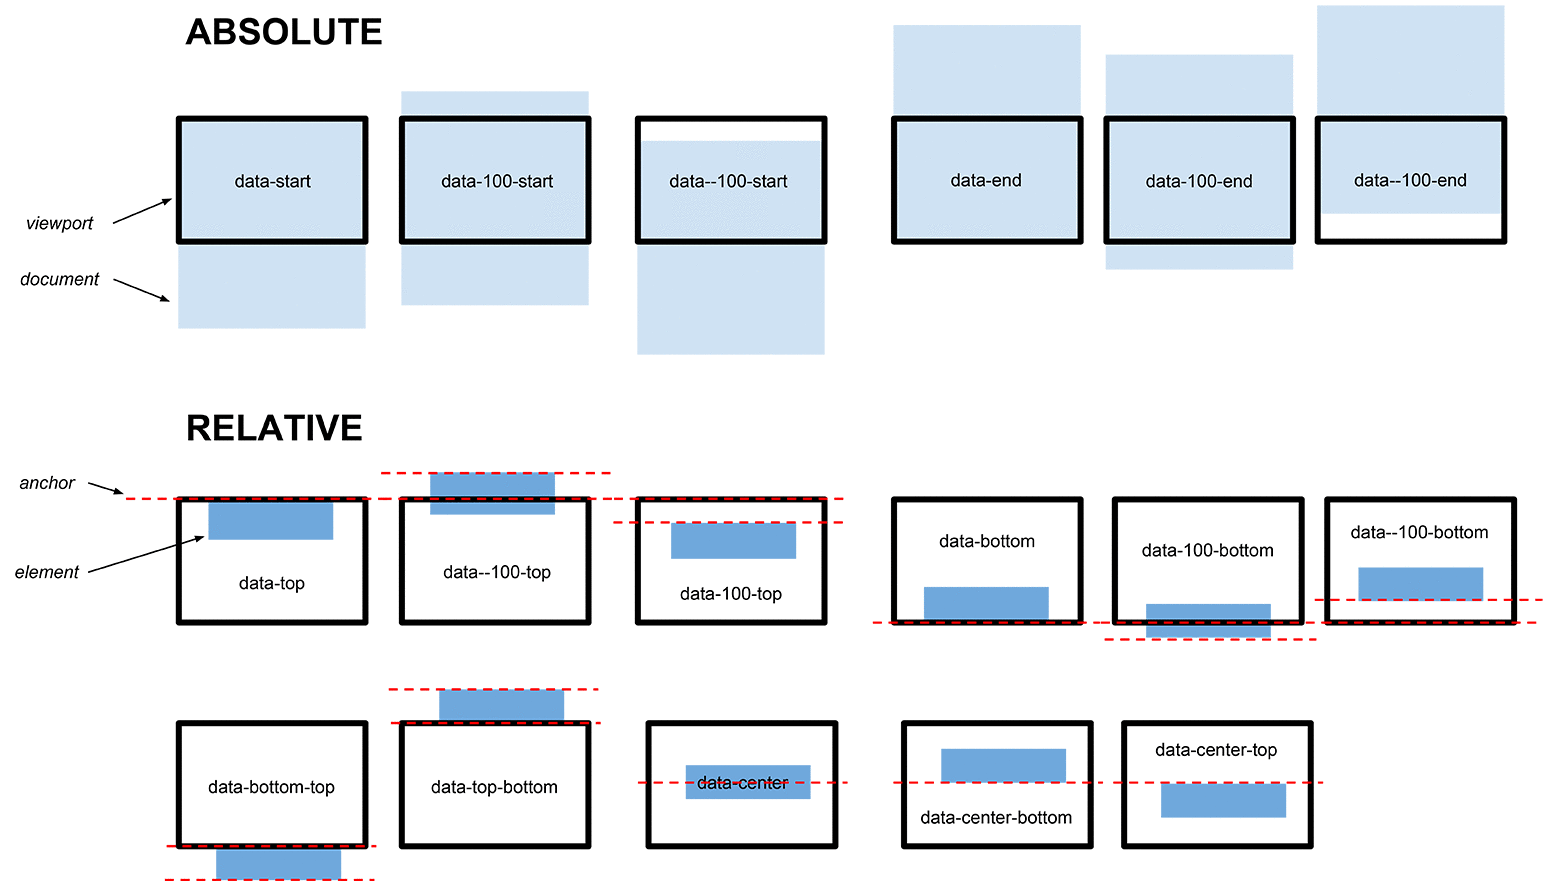 ABSOLUTE
data-start
data-100-start
data--100-start
data-end
data-100-end
data--100-end
viewport
document
RELATIVE
anchor
element
data-top
data--100-top
data-100-top
data-bottom
data-100-bottom
data--100-bottom
data-bottom-top
data-top-bottom
data-center
data-center-bottom
data-center-top